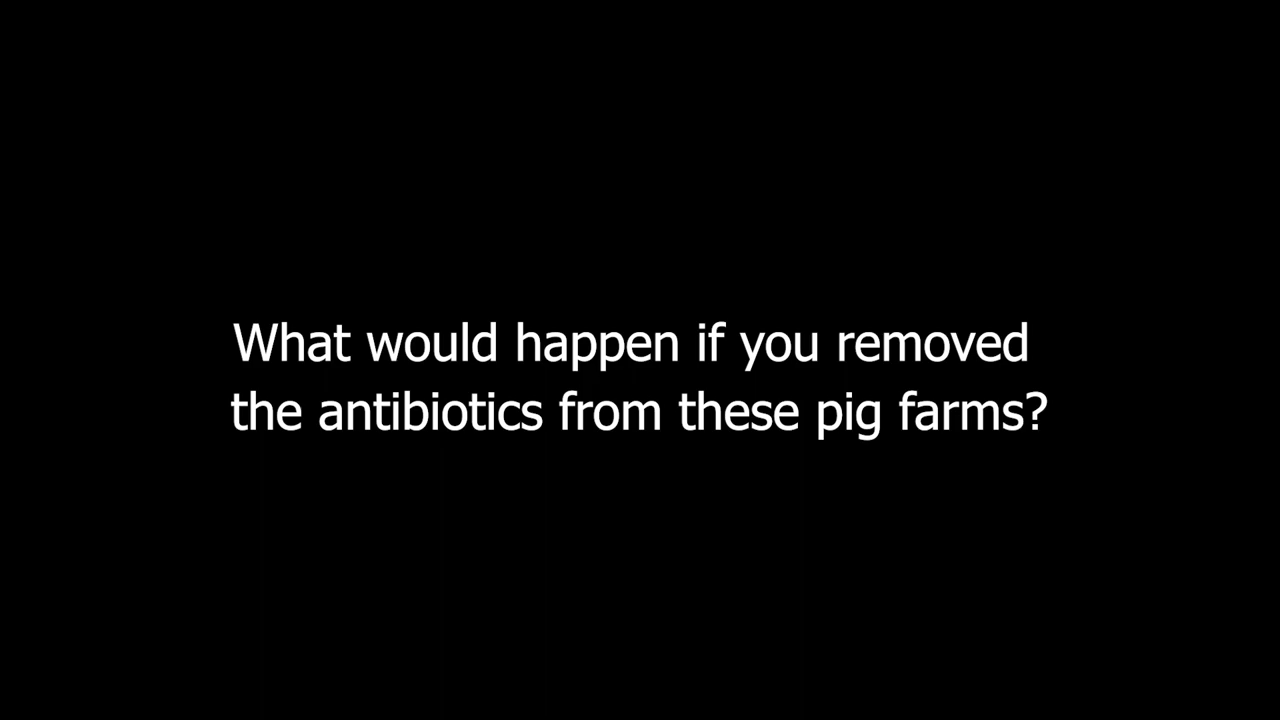 What would happen if you removed
the antibiotics from these pig farms?